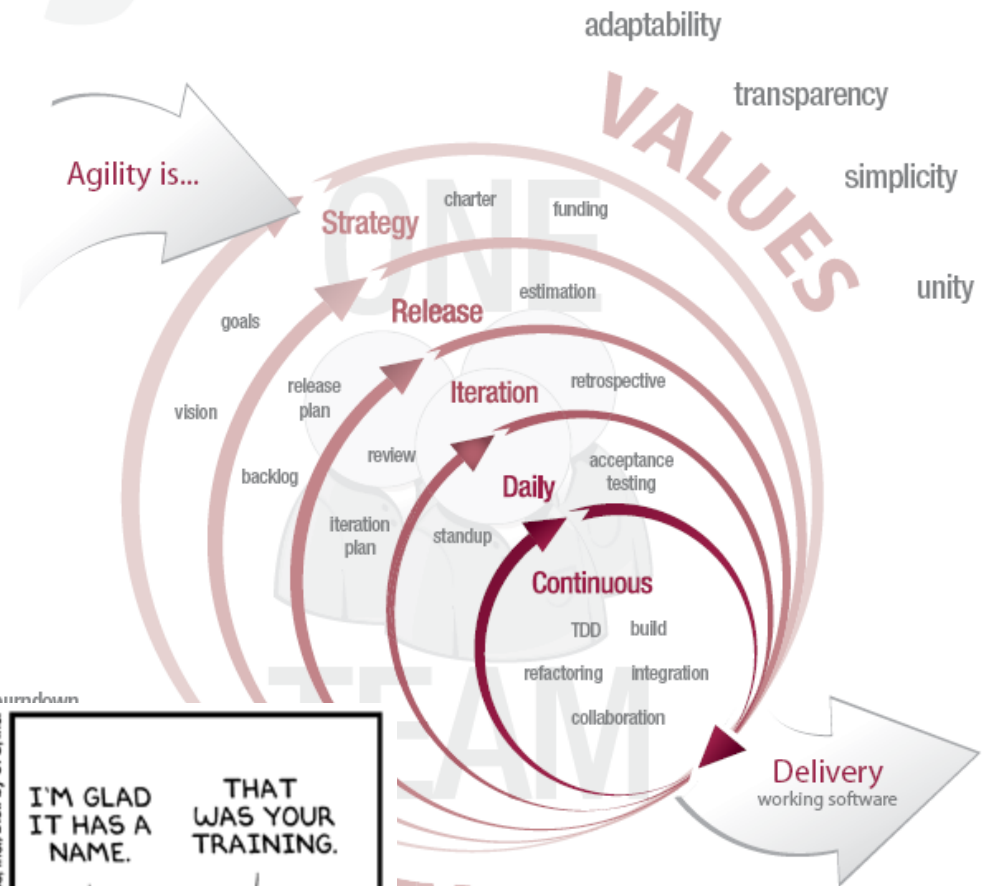 adaptability
transparency
simplicity
unity
VALUES
Agility is...
ONE
Strategy
charter
funding
goals
vision
Release
estimation
release
plan
backlog
Iteration
retrospective
review
iteration
plan
Daily
acceptance
testing
standup
Continuous
TDD
build
refactoring
integration
collaboration
TEAM
Delivery
working software
I'M GLAD
IT HAS A
NAME.
THAT
WAS YOUR
TRAINING.